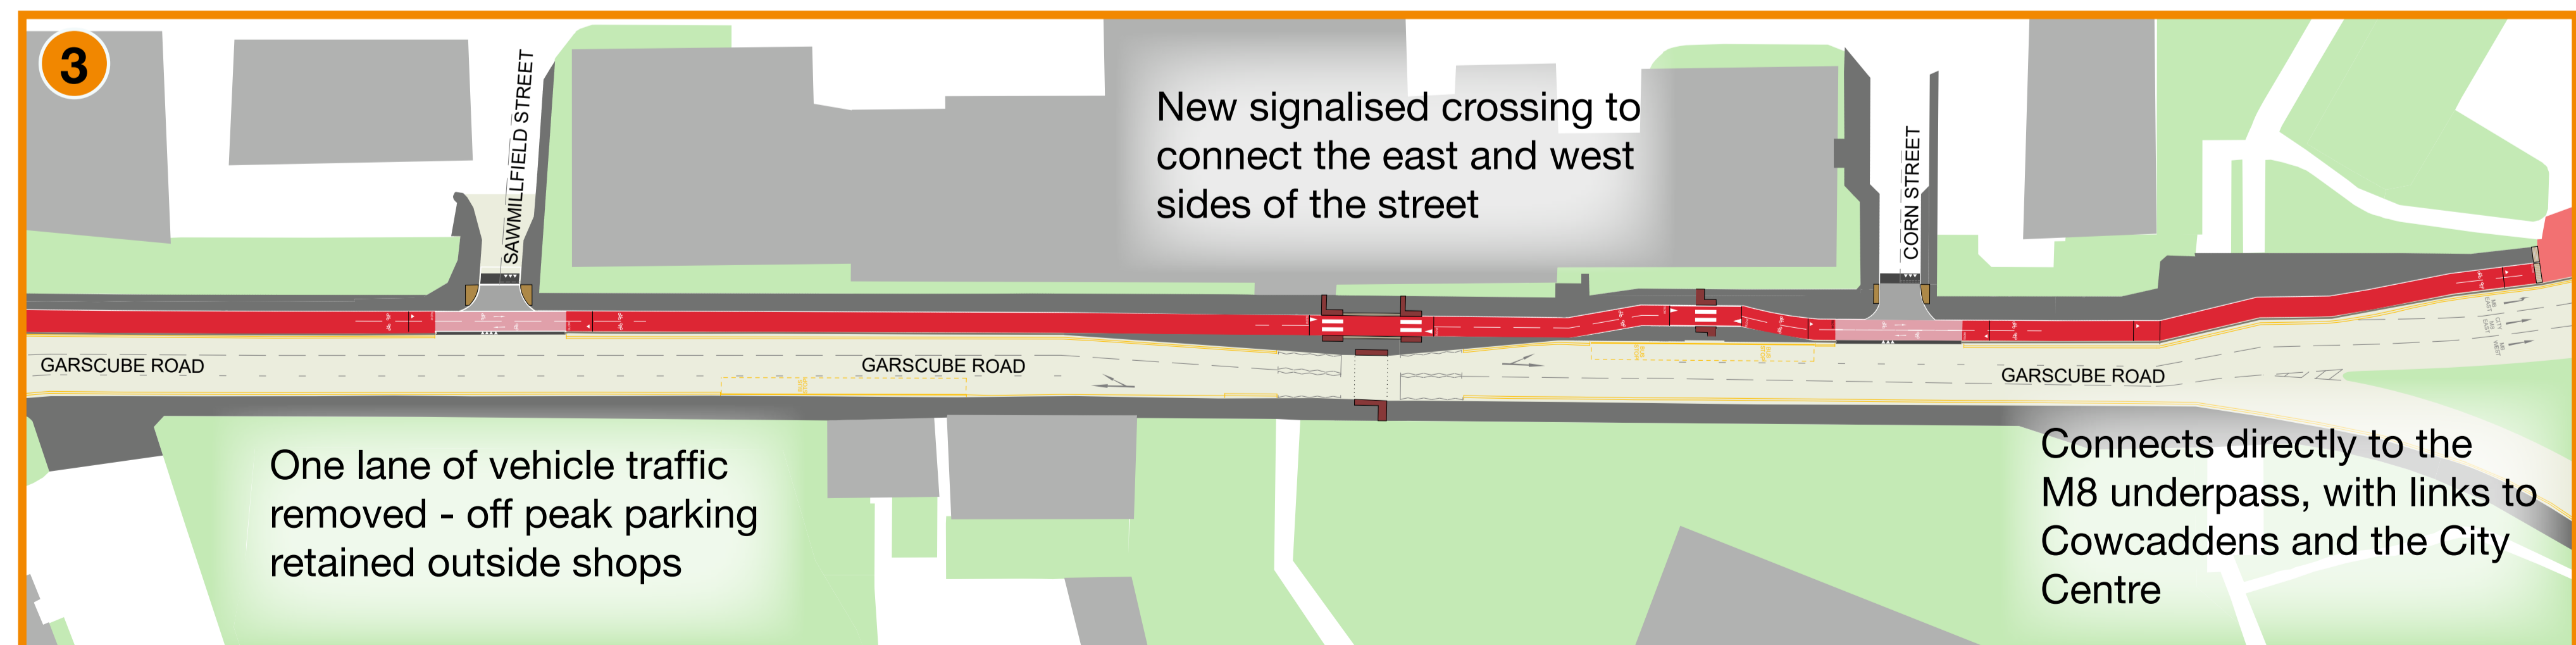 3
SAWMILLFIELD STREET
New signalised crossing to
connect the east and west
sides of the street
CORN STREET
GARSCUBE ROAD
GARSCUBE ROAD
GARSCUBE ROAD
One lane of vehicle traffic
removed - off peak parking
retained outside shops
Connects directly to the
M8 underpass, with links to
Cowcaddens and the City
Centre